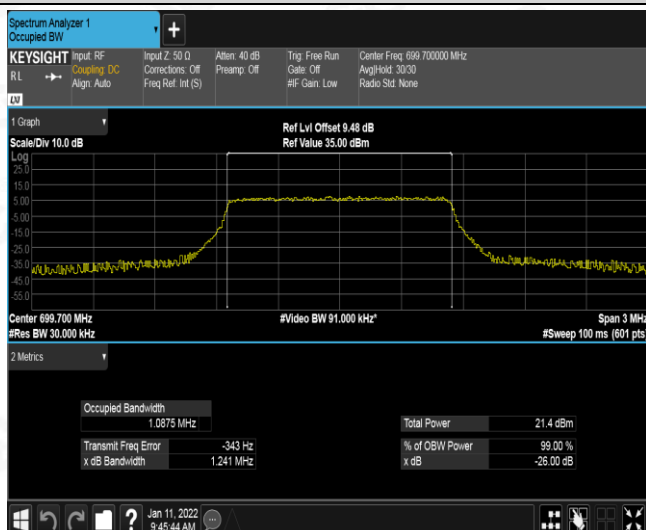 Spectrum Analyzer 1
Occupied BW
+
KEYSIGHT Input: RF Input Z: 50 Ω Atten: 40 dB Trig: Free Run Center Freq: 699.700000 MHz
RL Coupling: DC Corrections: Off Preamp: Off Gate: Off Avg|Hold: 30/30
Align: Auto Freq Ref: Int (S) #IF Gain: Low Radio Std: None
LXI
1 Graph
Ref Lvl Offset 9.48 dB
Scale/Div 10.0 dB Ref Value 35.00 dBm
Log
25.0
15.0
5.00
-5.00
-15.0
-25.0
-35.0
-45.0
-55.0
Center 699.700 MHz #Video BW 91.000 kHz* Span 3 MHz
#Res BW 30.000 kHz #Sweep 100 ms (601 pts)
2 Metrics
Occupied Bandwidth
1.0875 MHz Total Power 21.4 dBm
Transmit Freq Error -343 Hz % of OBW Power 99.00 %
x dB Bandwidth 1.241 MHz x dB -26.00 dB
? Jan 11, 2022
9:45:44 AM